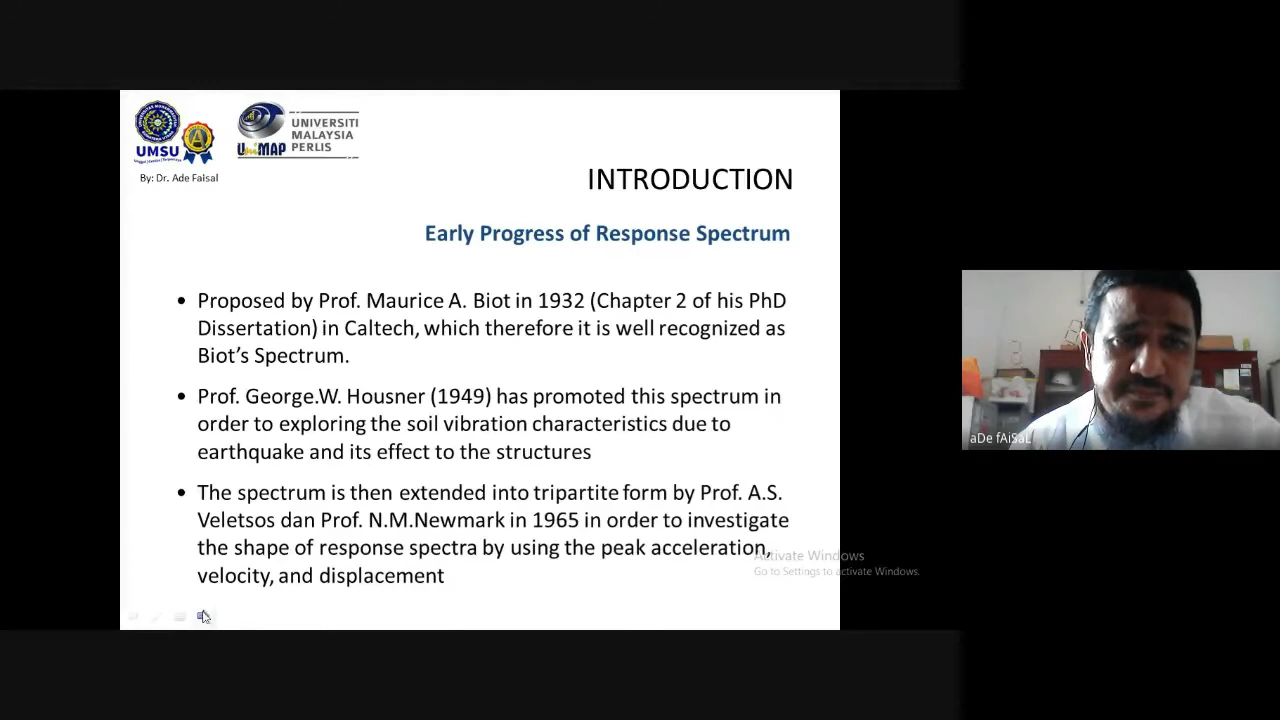 UMSU
UniMAP
UNIVERSITI
MALAYSIA
PERLIS
By: Dr. Ade Faisal
INTRODUCTION
Early Progress of Response Spectrum
• Proposed by Prof. Maurice A. Biot in 1932 (Chapter 2 of his PhD
Dissertation) in Caltech, which therefore it is well recognized as
Biot’s Spectrum.
• Prof. George.W. Housner (1949) has promoted this spectrum in
order to exploring the soil vibration characteristics due to
earthquake and its effect to the structures
• The spectrum is then extended into tripartite form by Prof. A.S.
Veletsos dan Prof. N.M.Newmark in 1965 in order to investigate
the shape of response spectra by using the peak acceleration,
velocity, and displacement
Activate Windows
Go to Settings to activate Windows.
aDe fAiSaL